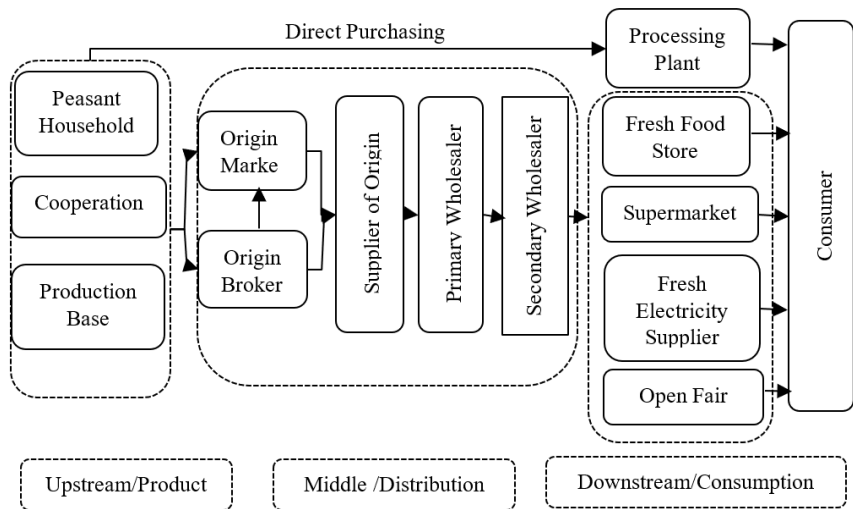 Direct Purchasing
Peasant
Household
Cooperation
Production
Base
Origin
Marke
Origin
Broker
Supplier of Origin
Primarv Wholesaler
Secondary Wholesaler
Processing
Plant
Fresh Food
Store
Supermarket
Fresh
Electricity
Supplier
Open Fair
Consumer
Upstream/Product
Middle /Distribution
Downstream/Consumption